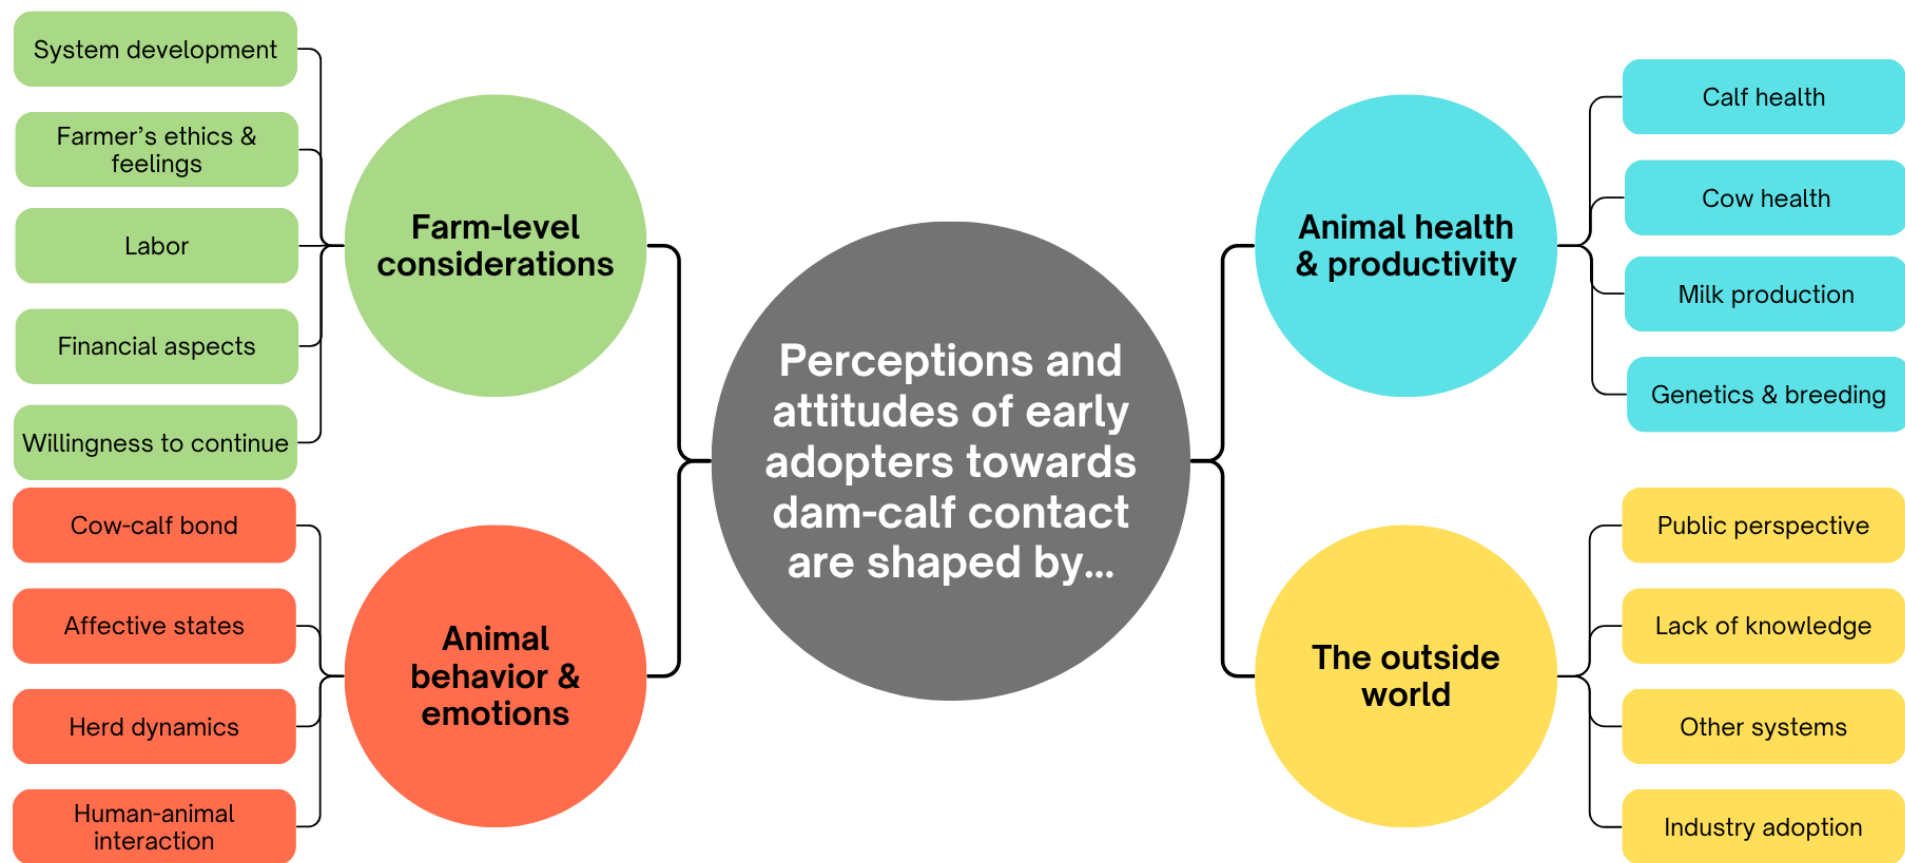 System development
Farmer’s ethics &
feelings
Labor
Financial aspects
Willingness to continue
Farm-level
considerations
Cow-calf bond
Affective states
Herd dynamics
Human-animal
interaction
Animal
behavior &
emotions
Perceptions and
attitudes of early
adopters towards
dam-calf contact
are shaped by...
Animal health
& productivity
Calf health
Cow health
Milk production
Genetics & breeding
The outside
world
Public perspective
Lack of knowledge
Other systems
Industry adoption